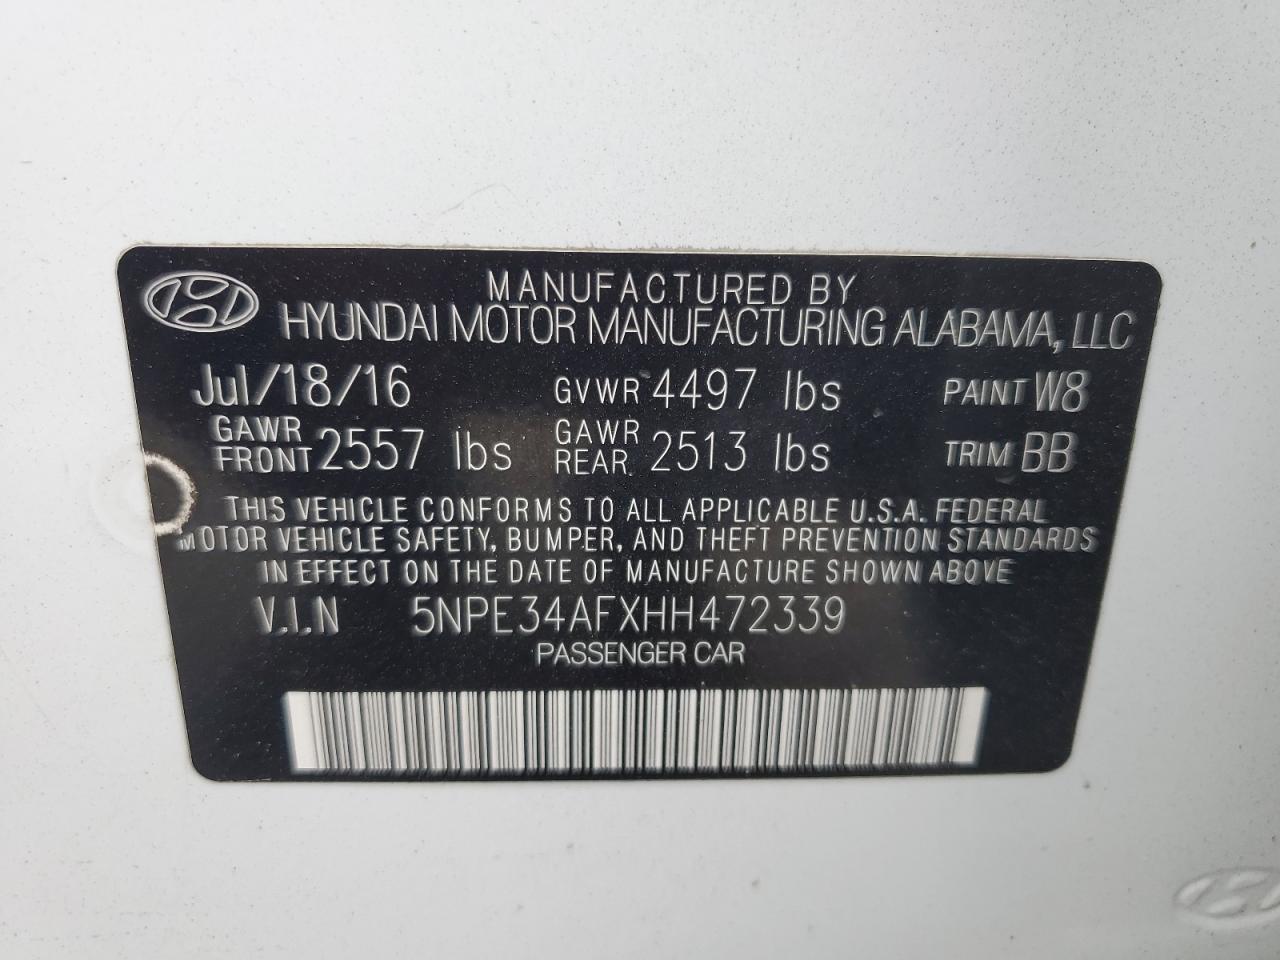 MANUFACTURED BY
HYUNDAI MOTOR MANUFACTURING ALABAMA, LLC
Jul/18/16 GVWR 4497 lbs PAINT W8
GAWR FRONT 2557 lbs GAWR REAR 2513 lbs TRIM BB
THIS VEHICLE CONFORMS TO ALL APPLICABLE U.S.A. FEDERAL
MOTOR VEHICLE SAFETY, BUMPER, AND THEFT PREVENTION STANDARDS
IN EFFECT ON THE DATE OF MANUFACTURE SHOWN ABOVE
V.I.N 5NPE34AFXHH472339
PASSENGER CAR